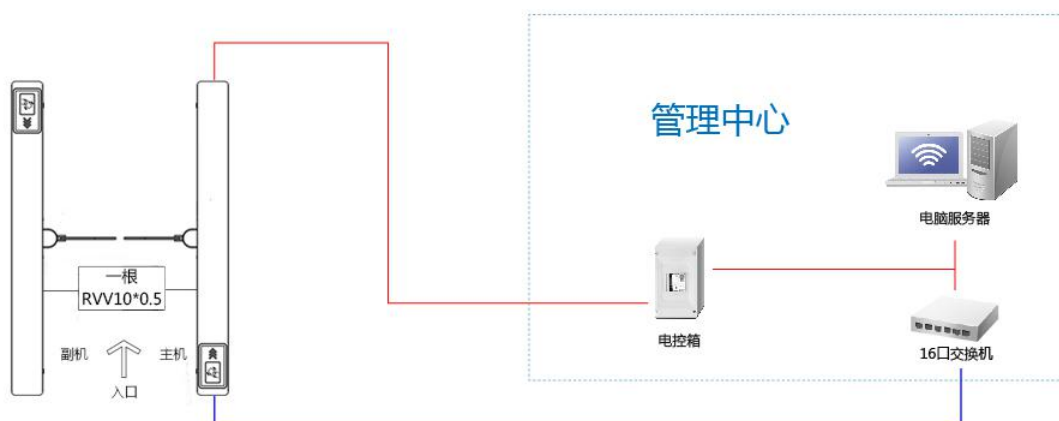 管理中心
电脑服务器
一根
RVV10*0.5
电控箱
副机
主机
16口交换机
入口